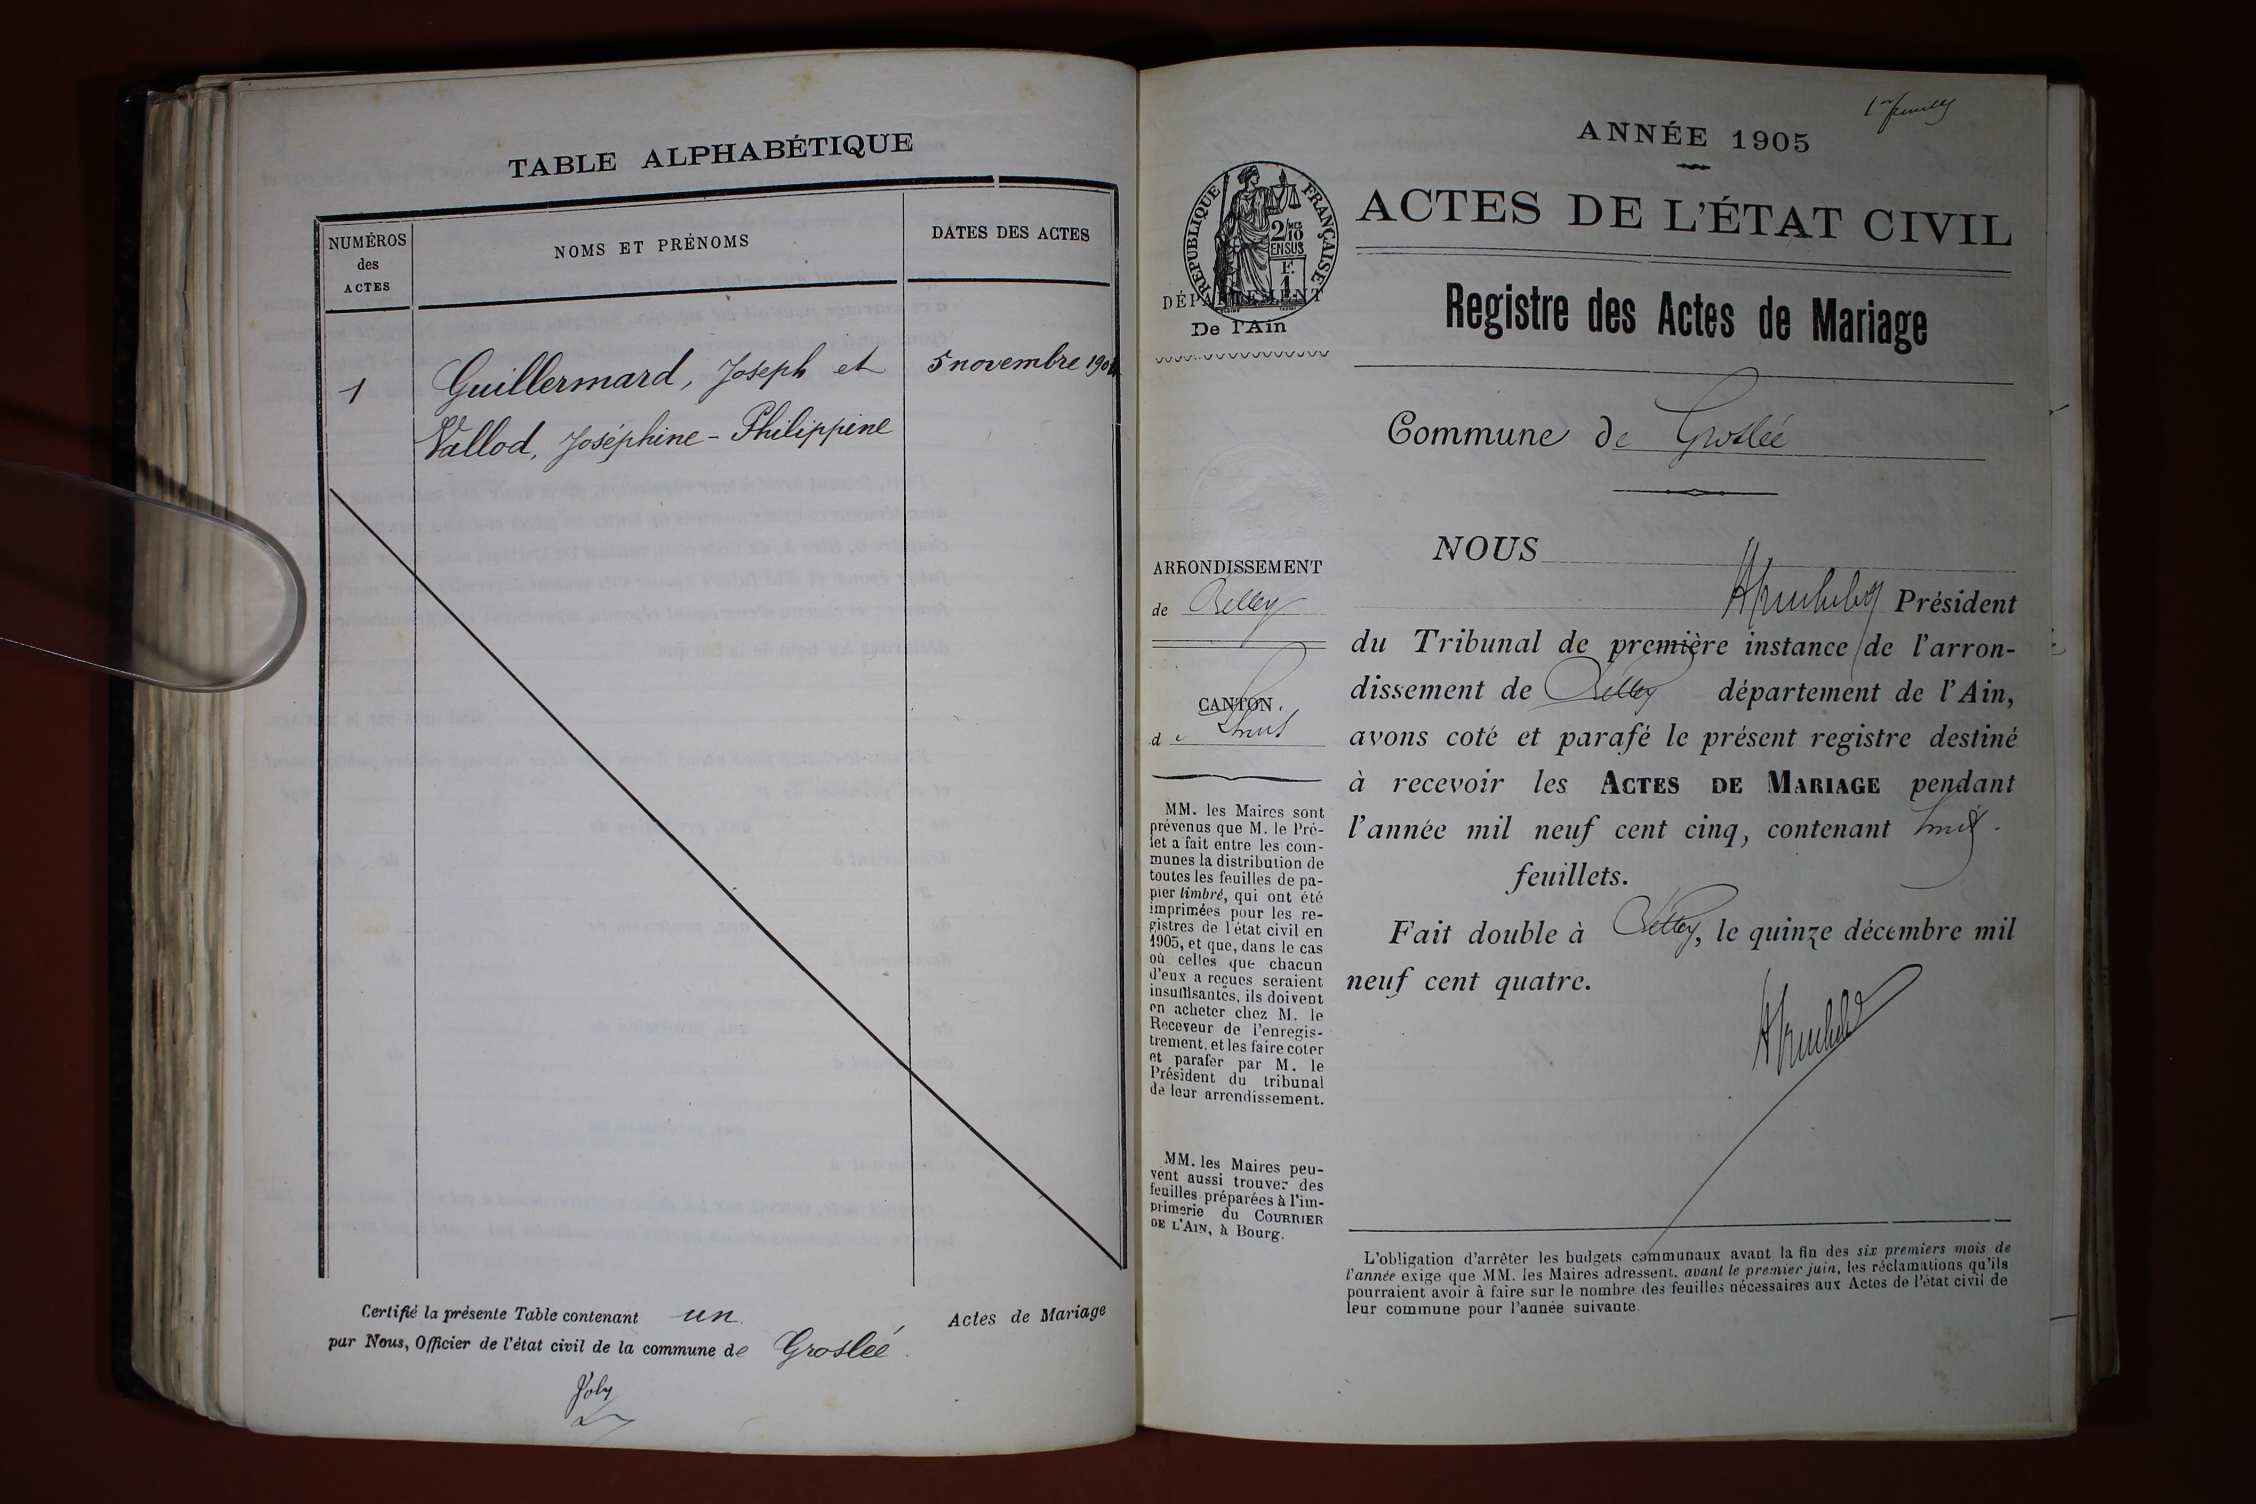 TABLE ALPHABÉTIQUE
NUMÉROS
des
ACTES
NOMS ET PRÉNOMS
DATES DES ACTES
1
Guillermard, Joseph et
5 novembre 1904
Vallod, Joséphine-Philippine
Certifié la présente Table contenant un
Actes de Mariage
par Nous, Officier de l'état civil de la commune de Groslée.
Joly
1er feuillet
ANNÉE 1905
ACTES DE L'ÉTAT CIVIL
RÉPUBLIQUE FRANÇAISE
2/MES 10
EN SUS
F.
1
DÉPARTEMENT
De l'Ain
Registre des Actes de Mariage
Commune de Groslée
ARRONDISSEMENT
de Belley
CANTON
de Lhuis
MM. les Maires sont
prévenus que M. le Pré-
fet a fait entre les com-
munes la distribution de
toutes les feuilles de pa-
pier timbré, qui ont été
imprimées pour les re-
gistres de l'état civil en
1905, et que, dans le cas
où celles que chacun
d'eux a reçues seraient
insuffisantes, ils doivent
en acheter chez M. le
Receveur de l'enregis-
trement, et les faire coter
et parafer par M. le
Président du tribunal
de leur arrondissement.
MM. les Maires peu-
vent aussi trouver des
feuilles préparées à l'im-
primerie du COURRIER
DE L'AIN, à Bourg.
NOUS
Président
du Tribunal de première instance de l'arron-
dissement de Belley département de l'Ain,
avons coté et parafé le présent registre destiné
à recevoir les ACTES DE MARIAGE pendant
l'année mil neuf cent cinq, contenant
feuillets.
Fait double à Belley, le quinze décembre mil
neuf cent quatre.
L'obligation d'arrêter les budgets communaux avant la fin des six premiers mois de
l'année exige que MM. les Maires adressent, avant le premier juin, les réclamations qu'ils
pourraient avoir à faire sur le nombre des feuilles nécessaires aux Actes de l'état civil de
leur commune pour l'année suivante.